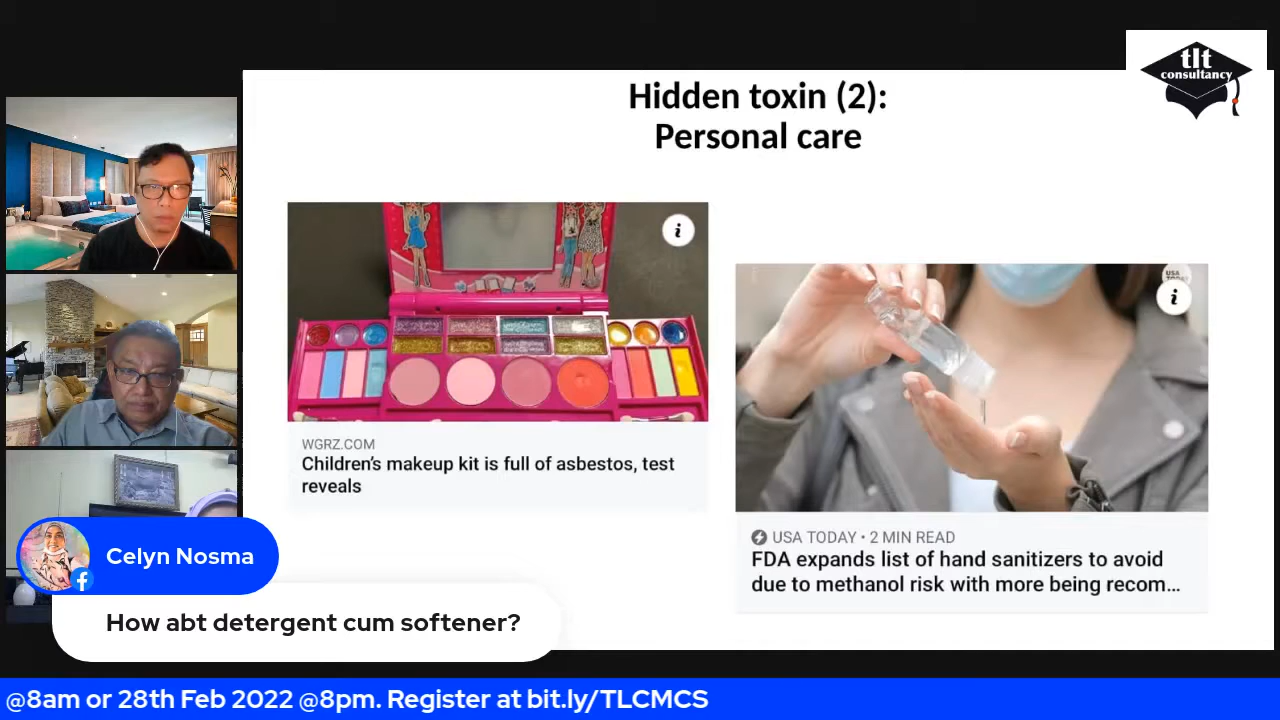 tlt
consultancy
Hidden toxin (2):
Personal care
WGRZ.COM
Children's makeup kit is full of asbestos, test
reveals
USA
TODAY
USA TODAY • 2 MIN READ
FDA expands list of hand sanitizers to avoid
due to methanol risk with more being recom...
Celyn Nosma
How abt detergent cum softener?
@8am or 28th Feb 2022 @8pm. Register at bit.ly/TLCMCS